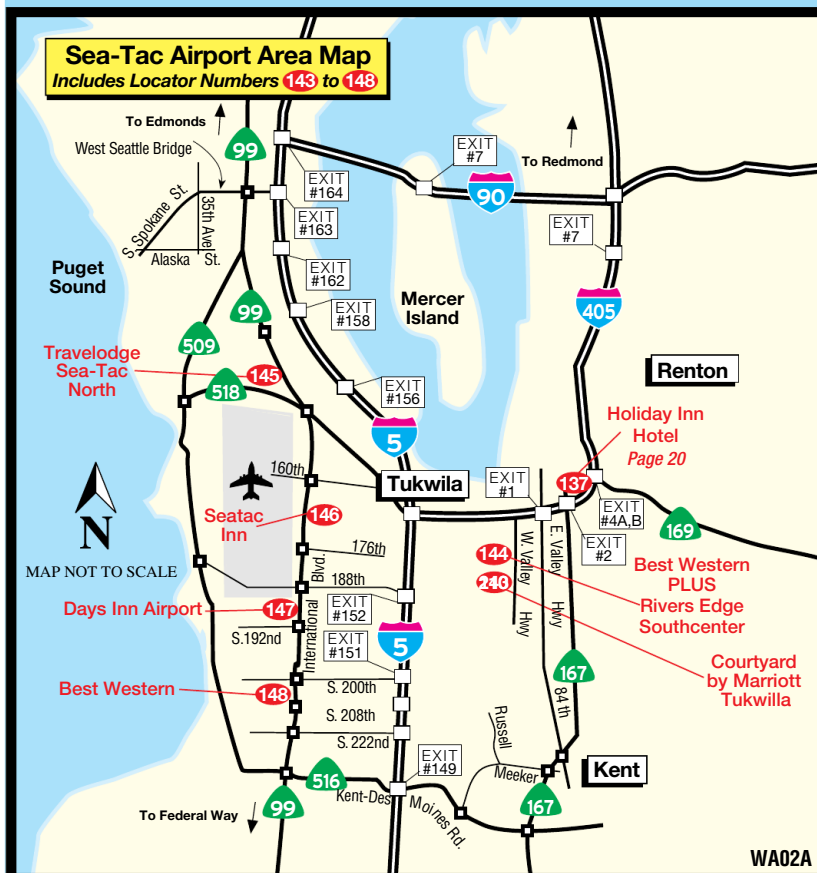 Sea-Tac Airport Area Map
Includes Locator Numbers 143 to 148
To Edmonds
West Seattle Bridge
99
S. Spokane St.
35th Ave
Alaska St.
EXIT #164
EXIT #163
EXIT #162
EXIT #158
EXIT #156
EXIT #7
90
To Redmond
EXIT #7
405
Puget
Sound
Mercer
Island
99
509
Travelodge
Sea-Tac
North
145
518
5
Renton
Holiday Inn
Hotel
Page 20
137
N
MAP NOT TO SCALE
160th
Tukwila
Seatac
Inn
146
176th
188th
International Blvd.
EXIT #1
EXIT #4A,B
EXIT #2
169
W. Valley Hwy
E. Valley Hwy
144
Best Western
PLUS
Rivers Edge
Southcenter
Days Inn Airport
147
S.192nd
EXIT #152
5
EXIT #151
Courtyard
by Marriott
Tukwilla
Best Western
148
S. 200th
S. 208th
S. 222nd
167
84 th
Russell
Meeker
Kent
EXIT #149
516
Kent-Des Moines Rd.
167
To Federal Way
99
WA02A